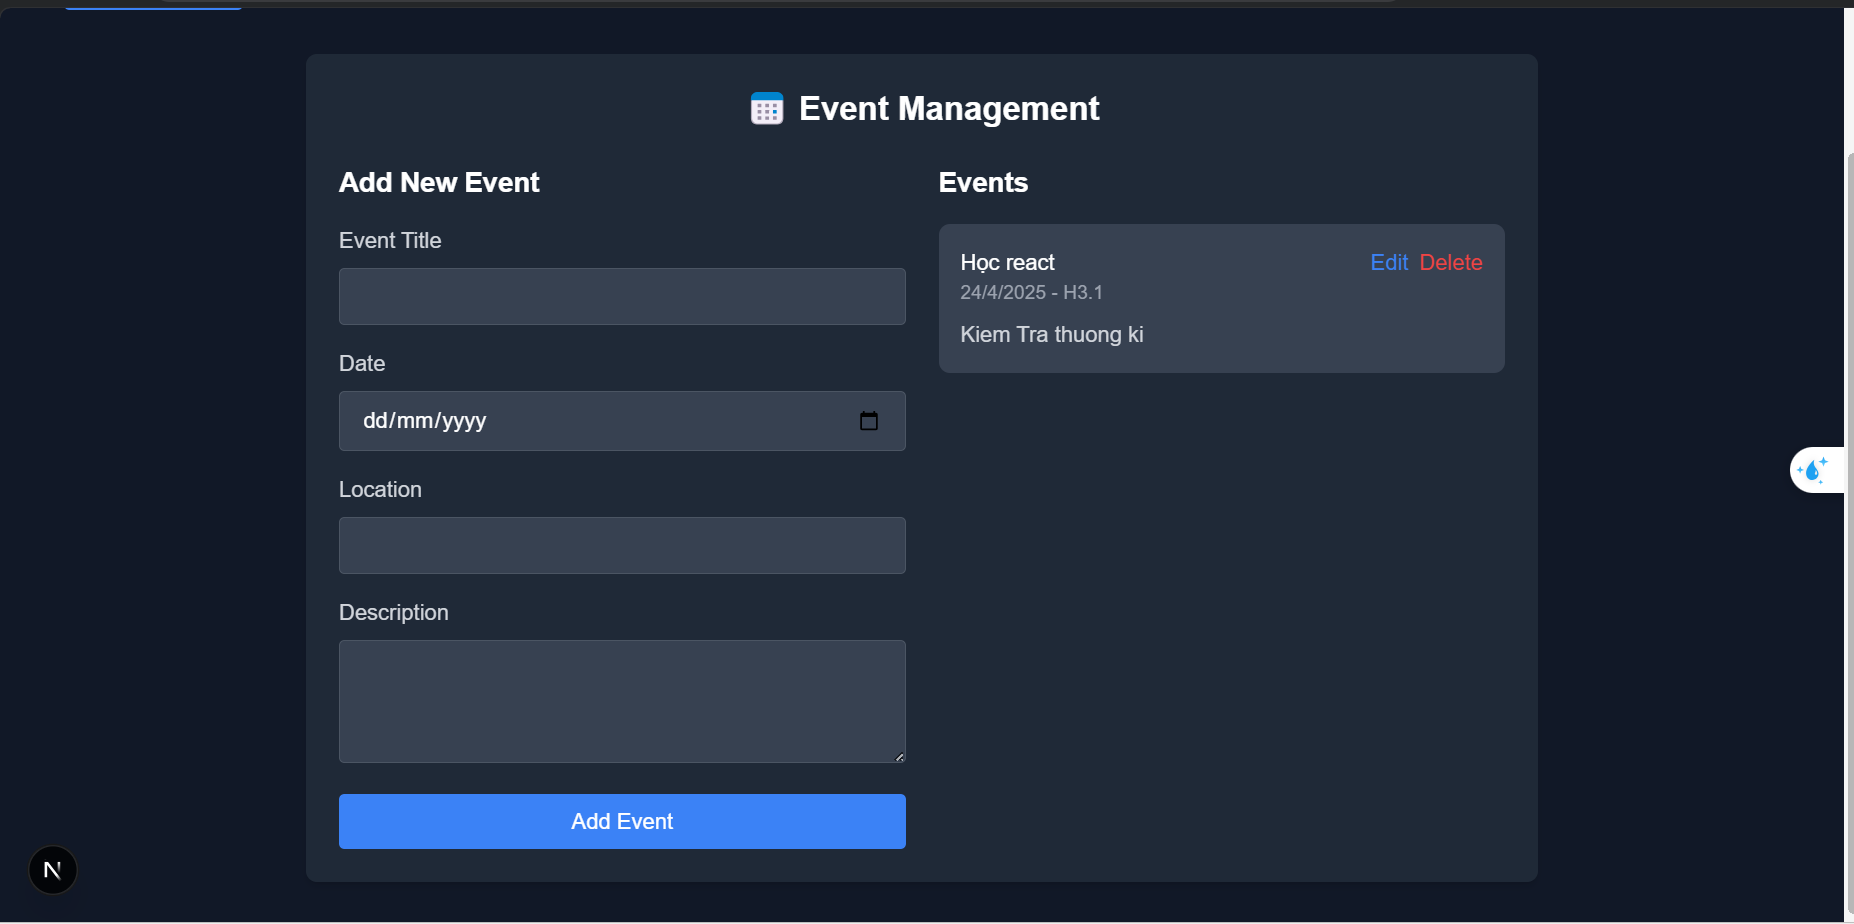 Event Management
Add New Event
Event Title
Date
dd/mm/yyyy
Location
Description
Add Event
Events
Học react
Edit Delete
24/4/2025 - H3.1
Kiem Tra thuong ki
N